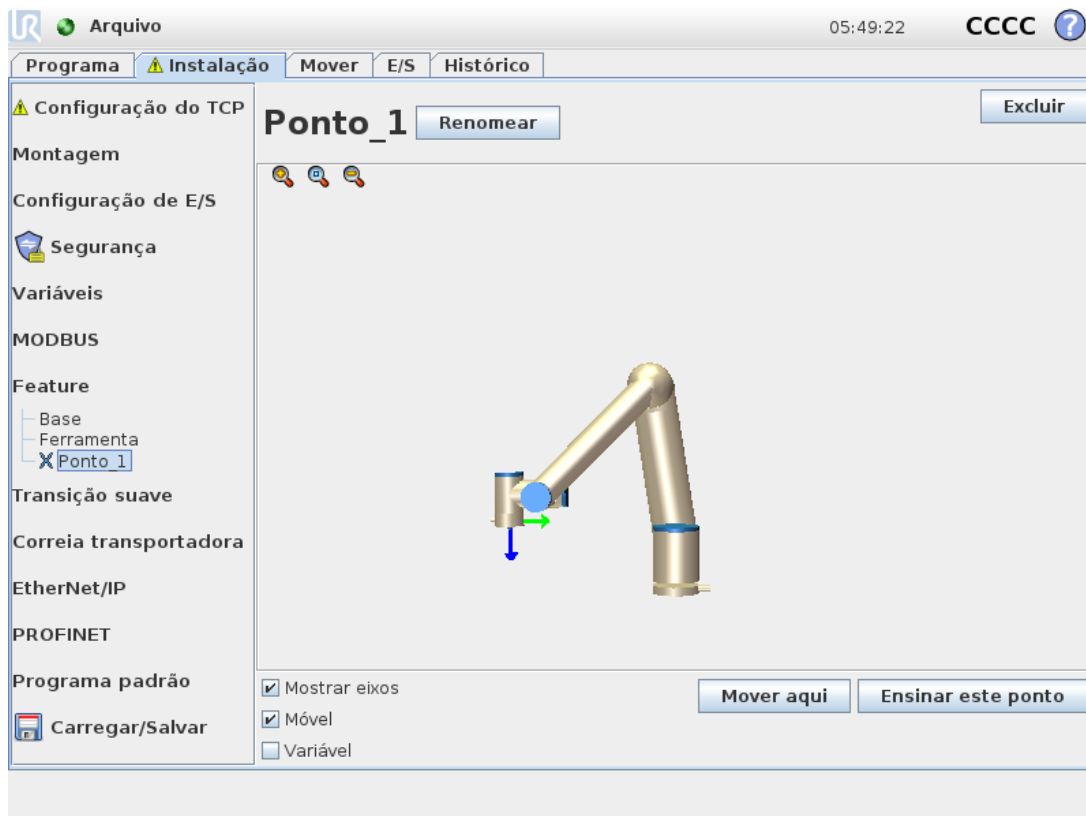 UR Arquivo 05:49:22 CCCC ?
Programa Instalação Mover E/S Histórico
Configuração do TCP
Montagem
Configuração de E/S
Segurança
Variáveis
MODBUS
Feature
Base
Ferramenta
Ponto_1
Transição suave
Correia transportadora
EtherNet/IP
PROFINET
Programa padrão
Carregar/Salvar
Ponto_1 Renomear Excluir
Mostrar eixos
Móvel
Variável
Mover aqui Ensinar este ponto